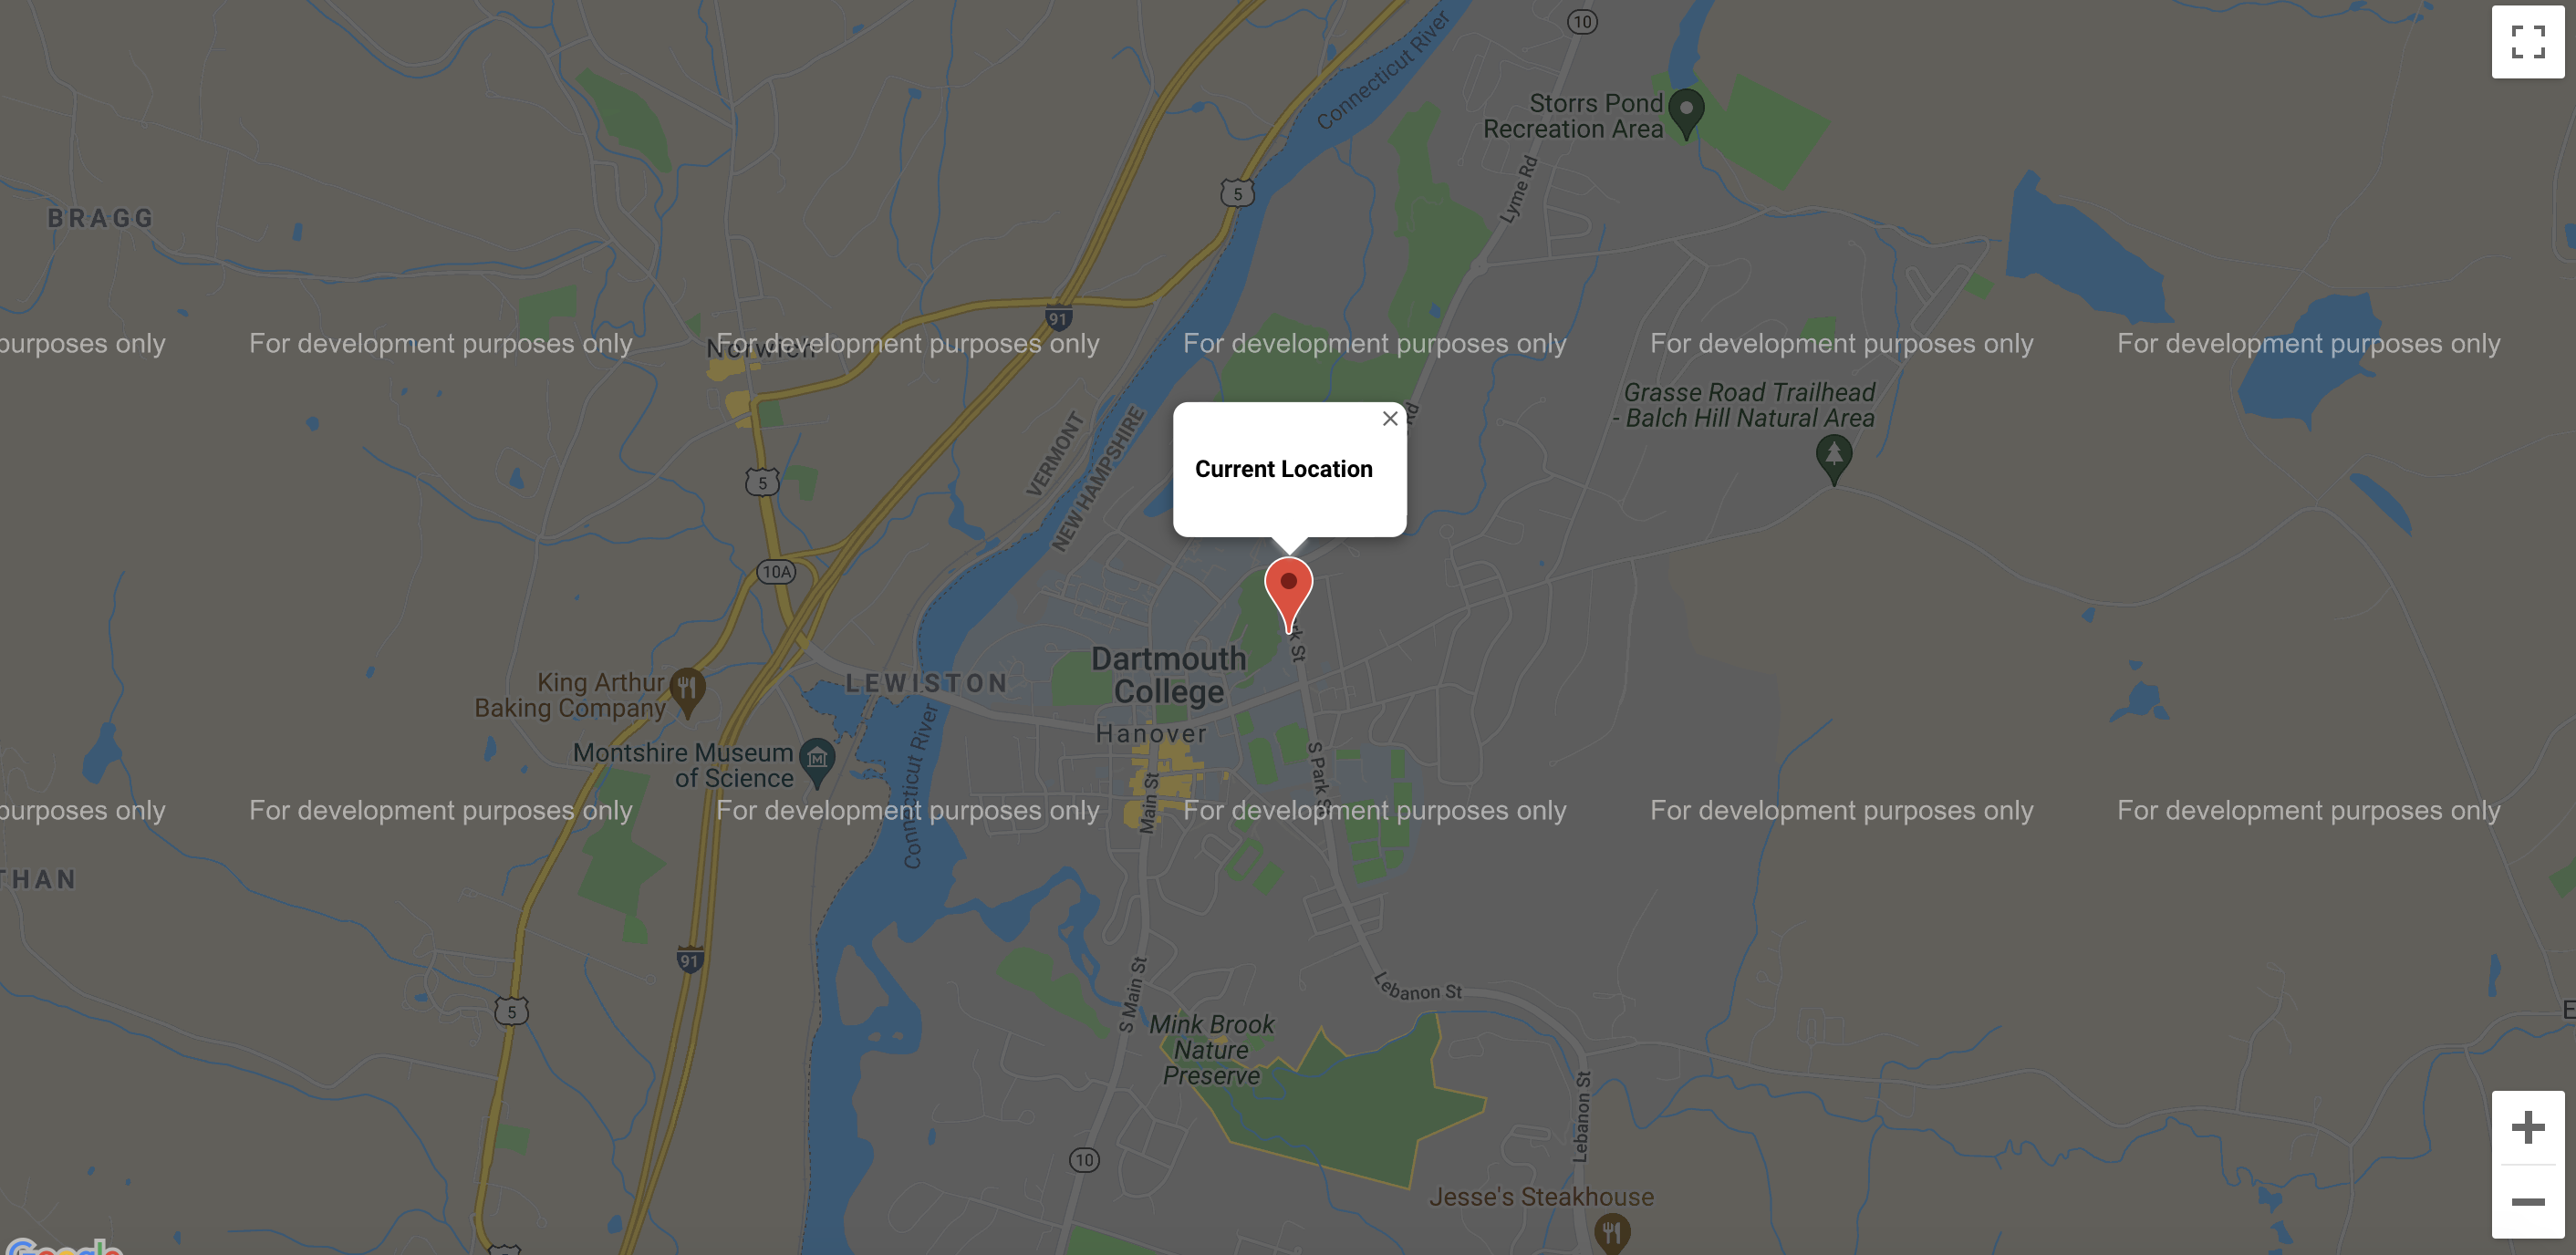 10
Connecticut River
Storrs Pond
Recreation Area
5
Lyme Rd
BRAGG
91
purposes only
For development purposes only
For development purposes only
For development purposes only
For development purposes only
For development purposes only
Norwich
Grasse Road Trailhead
- Balch Hill Natural Area
Rd
VERMONT
NEW HAMPSHIRE
Current Location
5
10A
rk St
Dartmouth
College
King Arthur
Baking Company
LEWISTON
Hanover
Montshire Museum
of Science
Connecticut River
Main St
S Park S
purposes only
For development purposes only
For development purposes only
For development purposes only
For development purposes only
For development purposes only
THAN
91
5
S Main St
Lebanon St
Mink Brook
Nature
Preserve
E
Lebanon St
10
Jesse's Steakhouse
Google